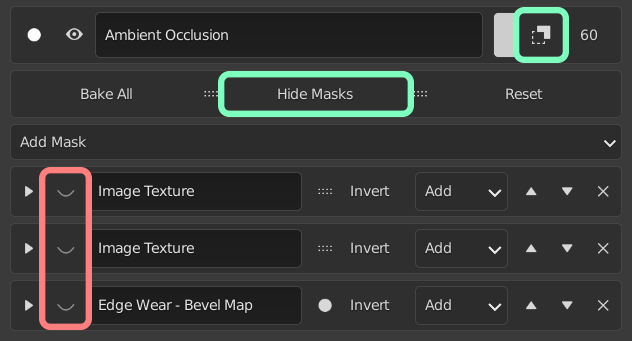 Ambient Occlusion 60
Bake All Hide Masks Reset
Add Mask
Image Texture Invert Add
Image Texture Invert Add
Edge Wear - Bevel Map Invert Add